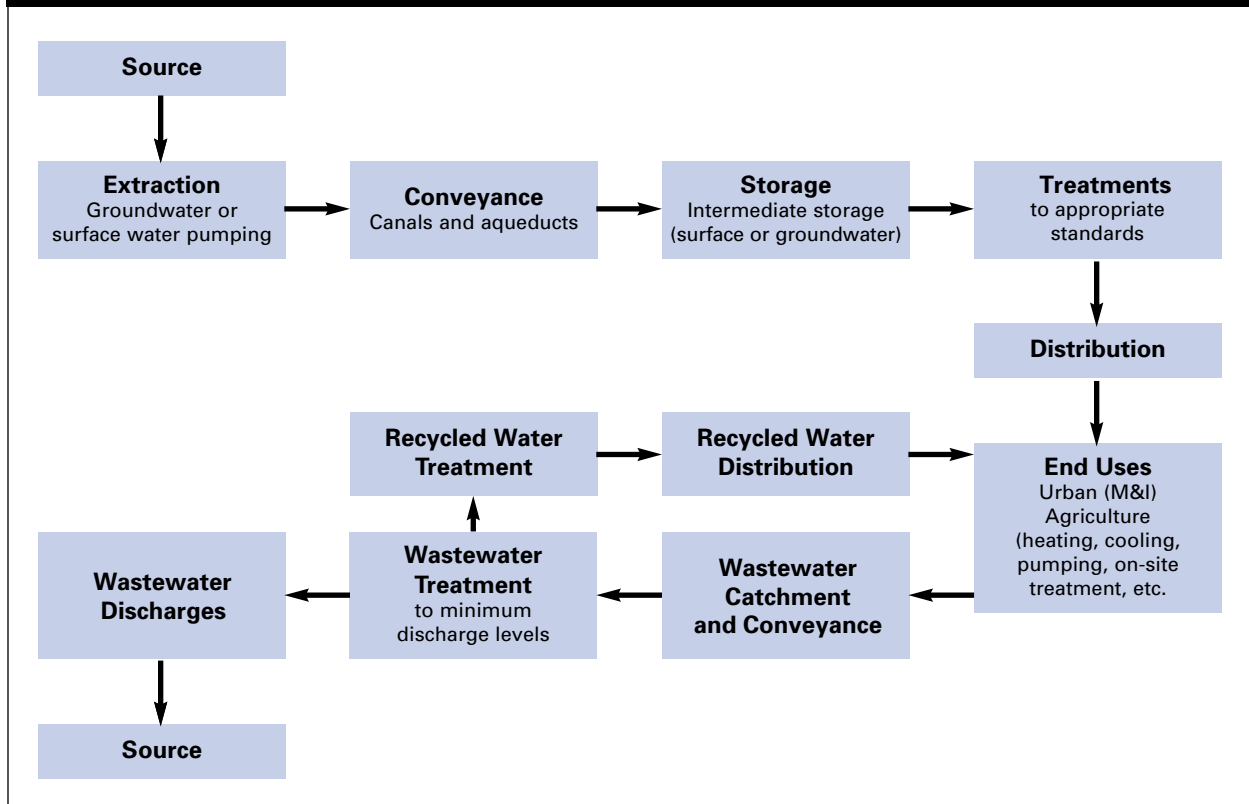 Source
Extraction
Groundwater or
surface water pumping
Conveyance
Canals and aqueducts
Storage
Intermediate storage
(surface or groundwater)
Treatments
to appropriate
standards
Distribution
Recycled Water
Treatment
Recycled Water
Distribution
End Uses
Urban (M&I)
Agriculture
(heating, cooling,
pumping, on-site
treatment, etc.
Wastewater
Discharges
Wastewater
Treatment
to minimum
discharge levels
Wastewater
Catchment
and Conveyance
Source